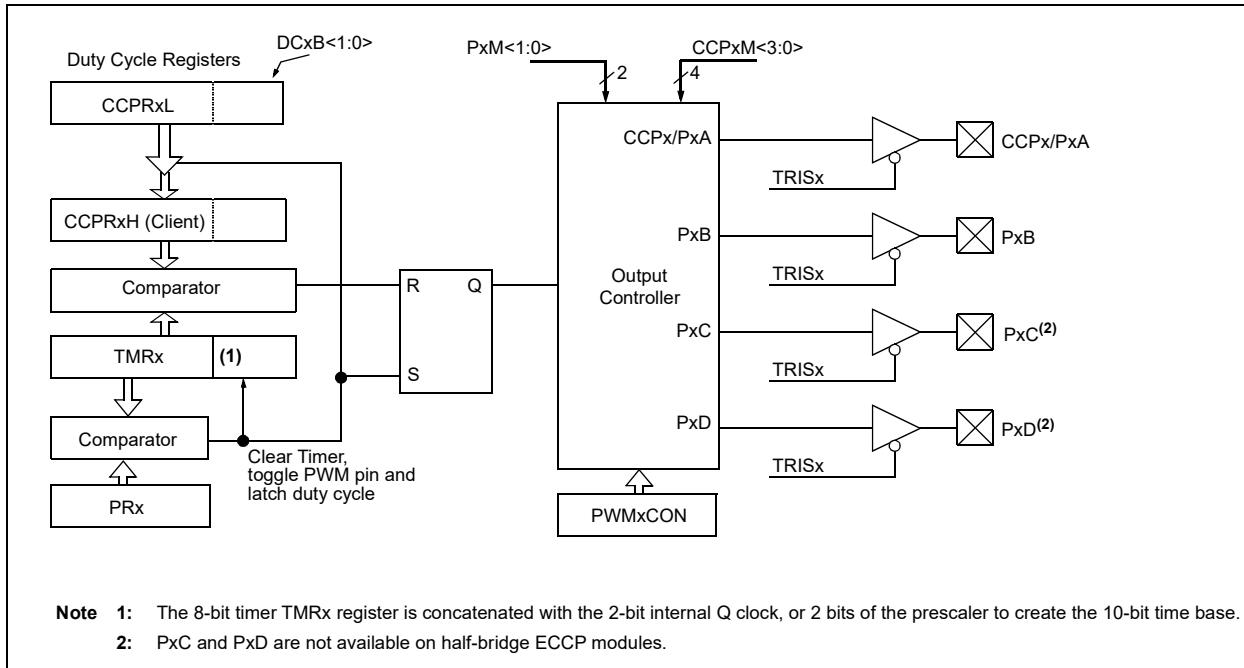 DCxB<1:0>
Duty Cycle Registers
CCPRxL
CCPRxH (Client)
Comparator
TMRx
(1)
Comparator
PRx
Clear Timer,
toggle PWM pin and
latch duty cycle
R
Q
S
PxM<1:0>
2
CCPxM<3:0>
4
CCPx/PxA
PxB
Output
Controller
PxC
PxD
PWMxCON
TRISx
CCPx/PxA
TRISx
PxB
TRISx
PxC(2)
TRISx
PxD(2)
Note 1: The 8-bit timer TMRx register is concatenated with the 2-bit internal Q clock, or 2 bits of the prescaler to create the 10-bit time base.
2: PxC and PxD are not available on half-bridge ECCP modules.